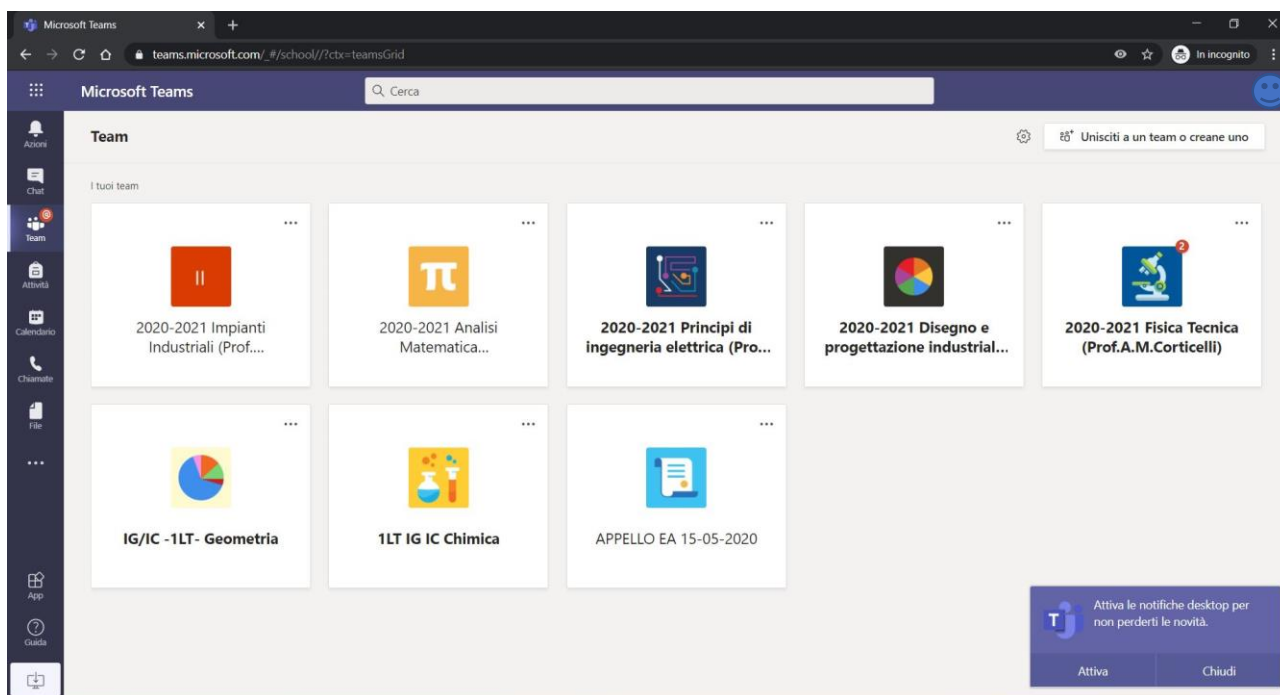 Microsoft Teams
teams.microsoft.com/_#/school//?ctx=teamsGrid
In incognito
Microsoft Teams
Cerca
Azioni
Chat
Team
Attività
Calendario
Chiamate
File
App
Guida
Team
Unisciti a un team o creane uno
I tuoi team
II
2020-2021 Impianti
Industriali (Prof....
π
2020-2021 Analisi
Matematica...
2020-2021 Principi di
ingegneria elettrica (Pro...
2020-2021 Disegno e
progettazione industrial...
2
2020-2021 Fisica Tecnica
(Prof.A.M.Corticelli)
IG/IC -1LT- Geometria
1LT IG IC Chimica
APPELLO EA 15-05-2020
T
Attiva le notifiche desktop per
non perderti le novità.
Attiva
Chiudi